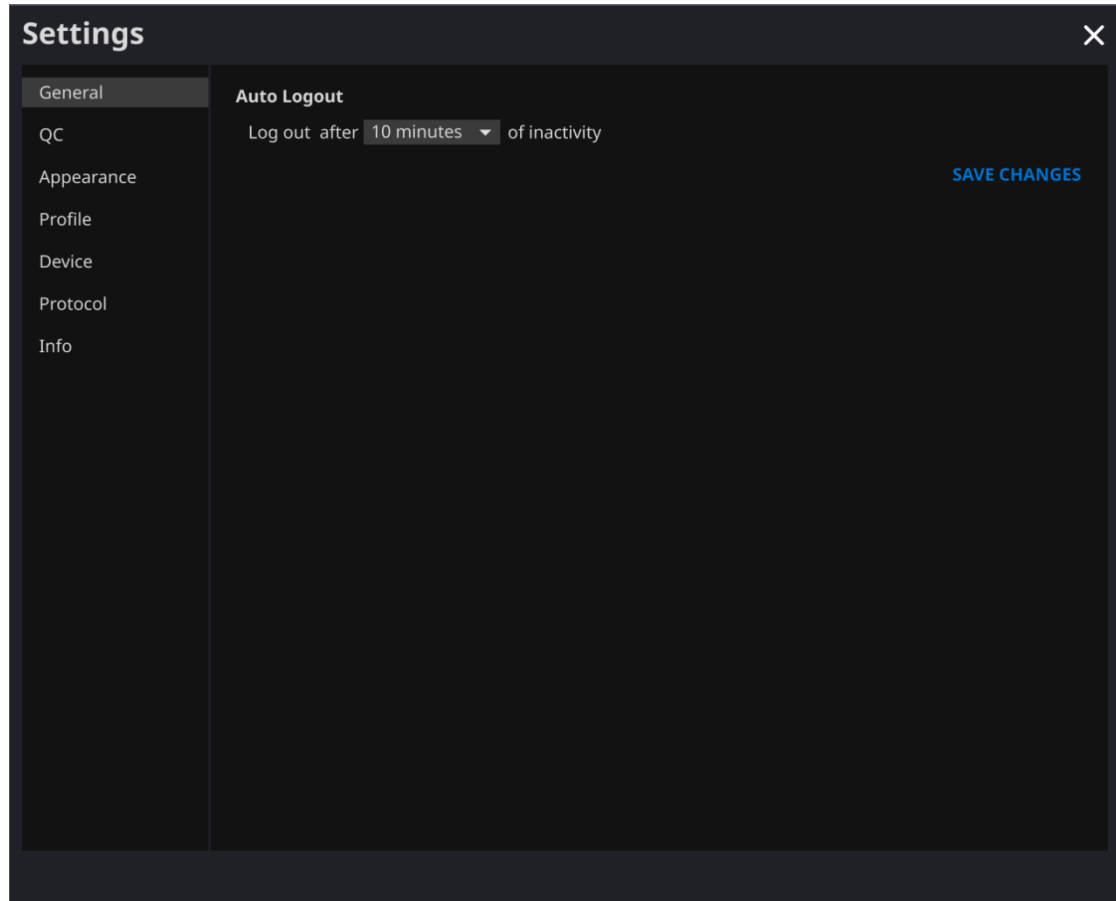 Settings
General
QC
Appearance
Profile
Device
Protocol
Info
Auto Logout
Log out after 10 minutes of inactivity
SAVE CHANGES